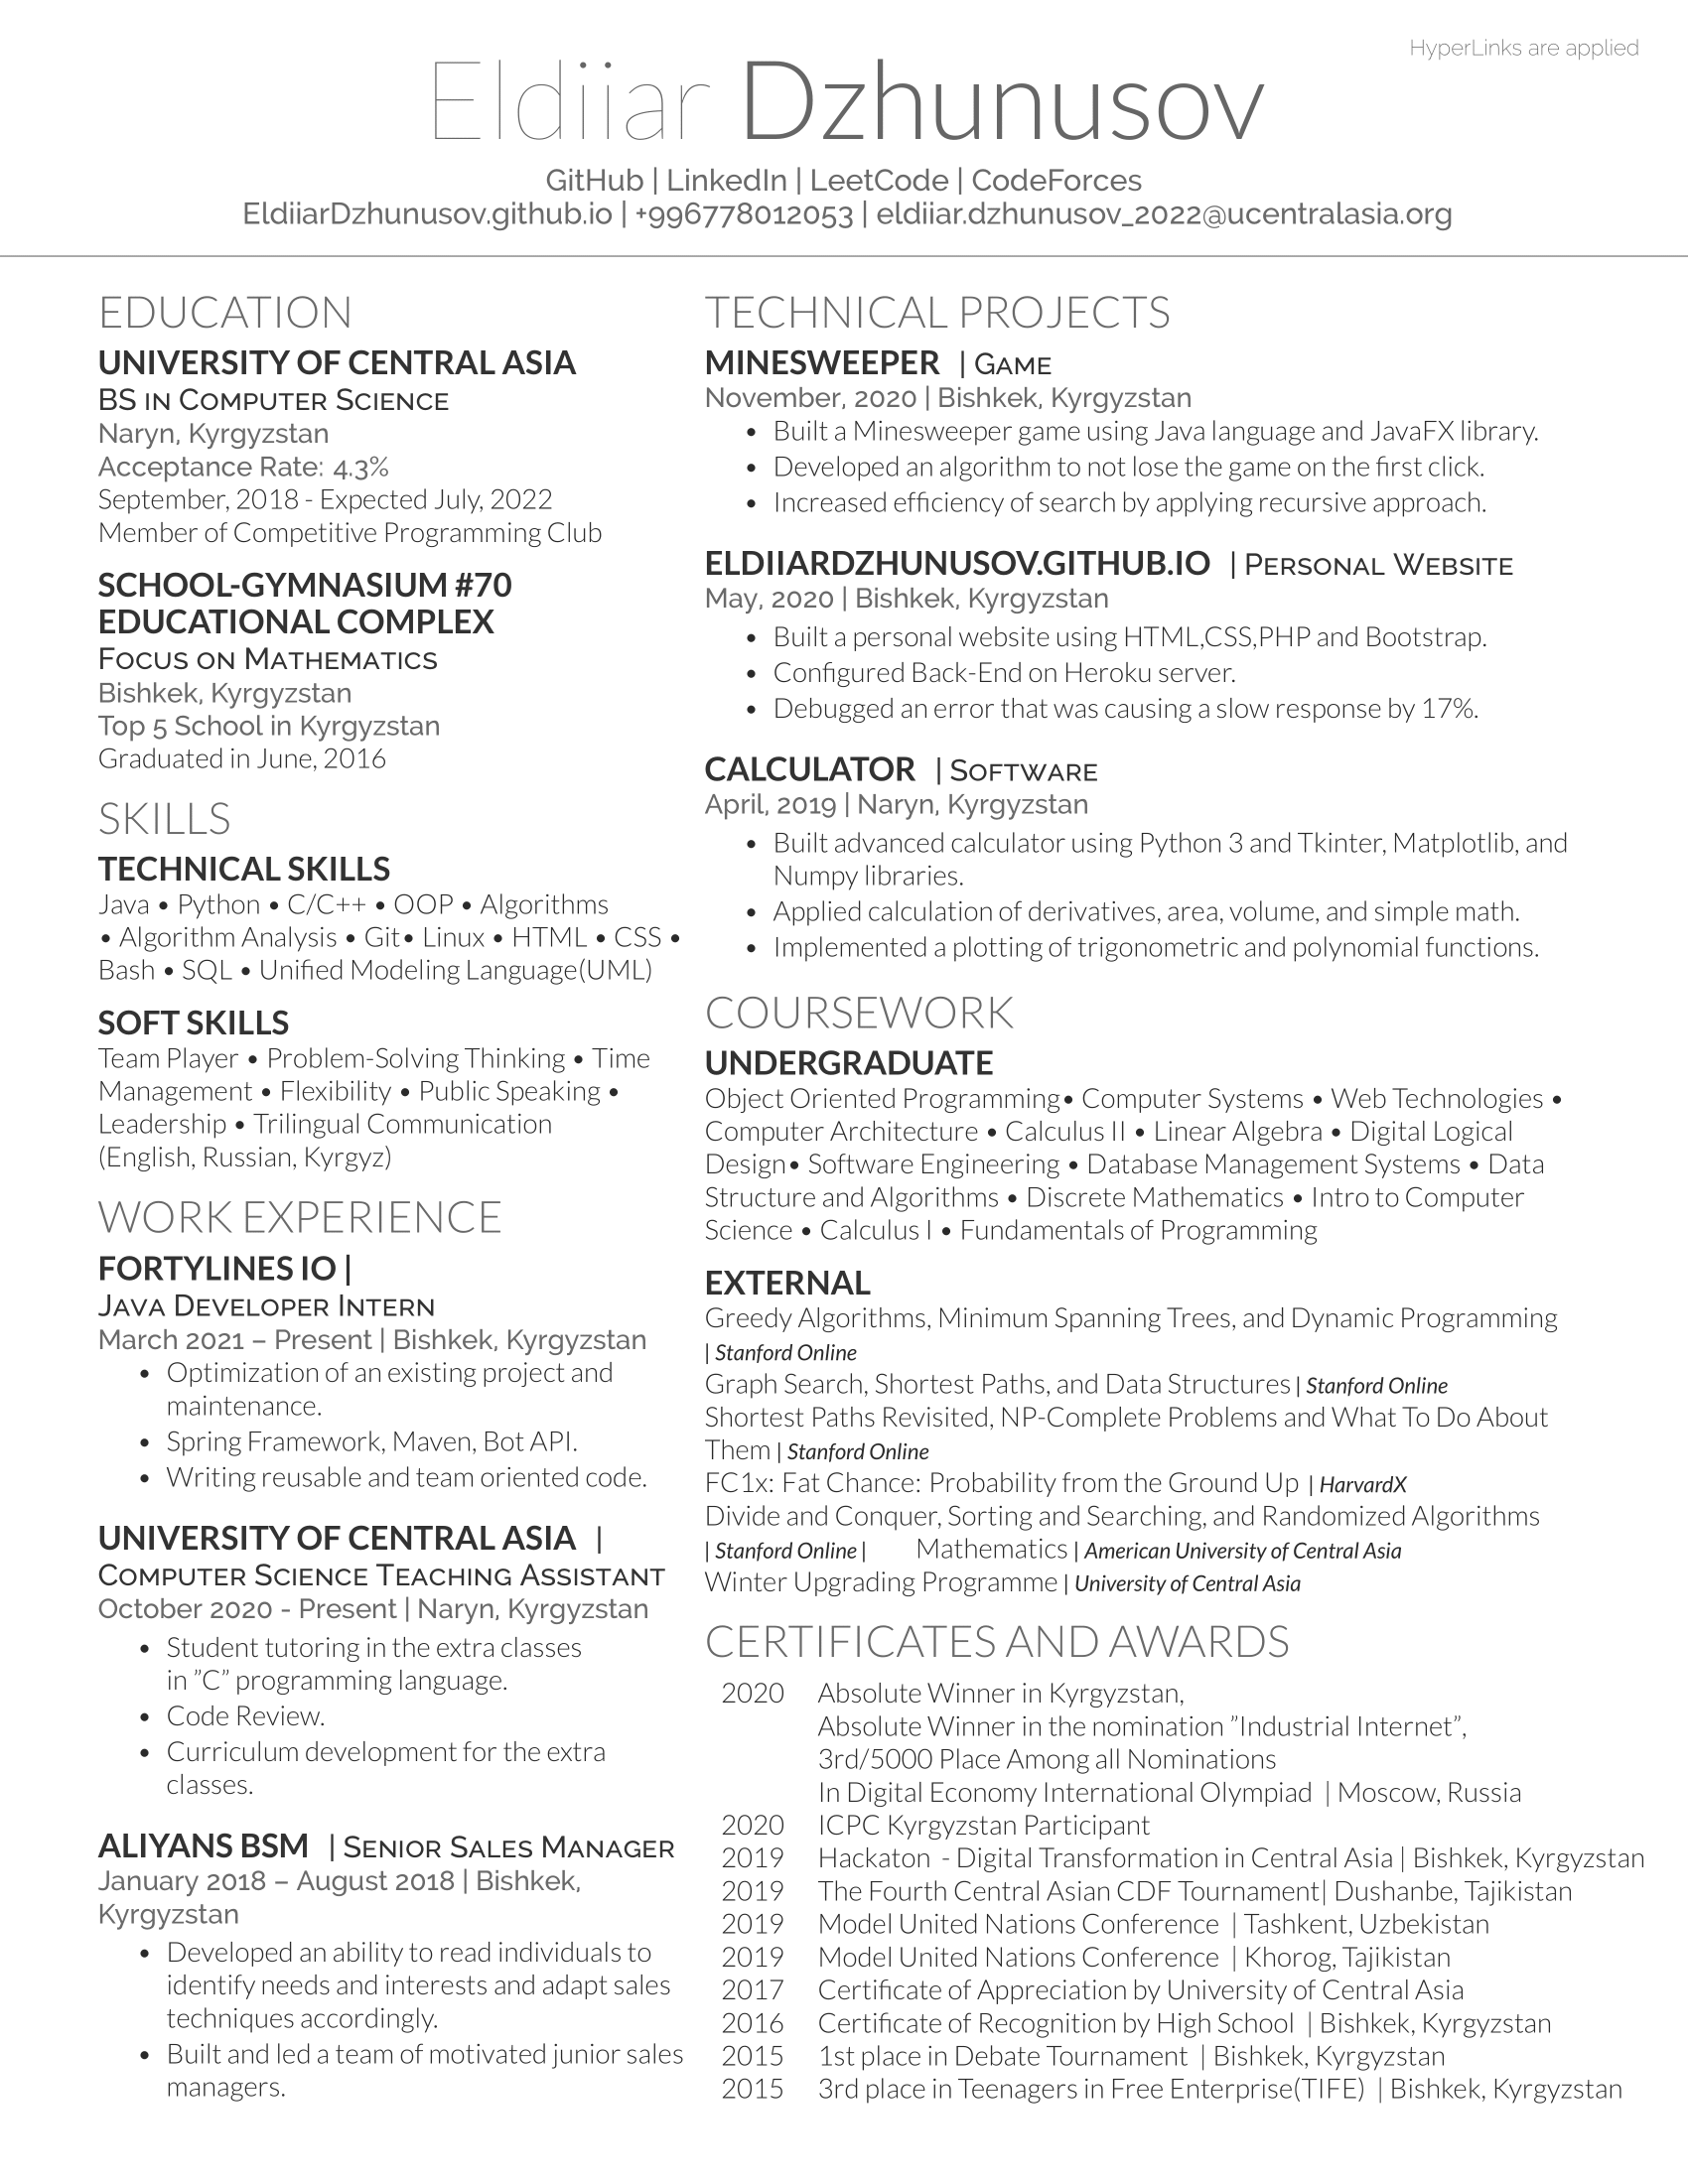 HyperLinks are applied
Eldiiar Dzhunusov
GitHub | LinkedIn | LeetCode | CodeForces
EldiiarDzhunusov.github.io | +996778012053 | eldiiar.dzhunusov_2022@ucentralasia.org
EDUCATION
UNIVERSITY OF CENTRAL ASIA
BS IN COMPUTER SCIENCE
Naryn, Kyrgyzstan
Acceptance Rate: 4.3%
September, 2018 - Expected July, 2022
Member of Competitive Programming Club
SCHOOL-GYMNASIUM #70
EDUCATIONAL COMPLEX
FOCUS ON MATHEMATICS
Bishkek, Kyrgyzstan
Top 5 School in Kyrgyzstan
Graduated in June, 2016
SKILLS
TECHNICAL SKILLS
Java • Python • C/C++ • OOP • Algorithms
• Algorithm Analysis • Git• Linux • HTML • CSS •
Bash • SQL • Unified Modeling Language(UML)
SOFT SKILLS
Team Player • Problem-Solving Thinking • Time
Management • Flexibility • Public Speaking •
Leadership • Trilingual Communication
(English, Russian, Kyrgyz)
WORK EXPERIENCE
FORTYLINES IO |
JAVA DEVELOPER INTERN
March 2021 – Present | Bishkek, Kyrgyzstan
• Optimization of an existing project and
maintenance.
• Spring Framework, Maven, Bot API.
• Writing reusable and team oriented code.
UNIVERSITY OF CENTRAL ASIA |
COMPUTER SCIENCE TEACHING ASSISTANT
October 2020 - Present | Naryn, Kyrgyzstan
• Student tutoring in the extra classes
in ”C” programming language.
• Code Review.
• Curriculum development for the extra
classes.
ALIYANS BSM | SENIOR SALES MANAGER
January 2018 – August 2018 | Bishkek,
Kyrgyzstan
• Developed an ability to read individuals to
identify needs and interests and adapt sales
techniques accordingly.
• Built and led a team of motivated junior sales
managers.
TECHNICAL PROJECTS
MINESWEEPER | GAME
November, 2020 | Bishkek, Kyrgyzstan
• Built a Minesweeper game using Java language and JavaFX library.
• Developed an algorithm to not lose the game on the first click.
• Increased efficiency of search by applying recursive approach.
ELDIIARDZHUNUSOV.GITHUB.IO | PERSONAL WEBSITE
May, 2020 | Bishkek, Kyrgyzstan
• Built a personal website using HTML,CSS,PHP and Bootstrap.
• Configured Back-End on Heroku server.
• Debugged an error that was causing a slow response by 17%.
CALCULATOR | SOFTWARE
April, 2019 | Naryn, Kyrgyzstan
• Built advanced calculator using Python 3 and Tkinter, Matplotlib, and
Numpy libraries.
• Applied calculation of derivatives, area, volume, and simple math.
• Implemented a plotting of trigonometric and polynomial functions.
COURSEWORK
UNDERGRADUATE
Object Oriented Programming• Computer Systems • Web Technologies •
Computer Architecture • Calculus II • Linear Algebra • Digital Logical
Design• Software Engineering • Database Management Systems • Data
Structure and Algorithms • Discrete Mathematics • Intro to Computer
Science • Calculus I • Fundamentals of Programming
EXTERNAL
Greedy Algorithms, Minimum Spanning Trees, and Dynamic Programming
| Stanford Online
Graph Search, Shortest Paths, and Data Structures | Stanford Online
Shortest Paths Revisited, NP-Complete Problems and What To Do About
Them | Stanford Online
FC1x: Fat Chance: Probability from the Ground Up | HarvardX
Divide and Conquer, Sorting and Searching, and Randomized Algorithms
| Stanford Online | Mathematics | American University of Central Asia
Winter Upgrading Programme | University of Central Asia
CERTIFICATES AND AWARDS
2020 Absolute Winner in Kyrgyzstan,
Absolute Winner in the nomination ”Industrial Internet”,
3rd/5000 Place Among all Nominations
In Digital Economy International Olympiad | Moscow, Russia
2020 ICPC Kyrgyzstan Participant
2019 Hackaton - Digital Transformation in Central Asia | Bishkek, Kyrgyzstan
2019 The Fourth Central Asian CDF Tournament| Dushanbe, Tajikistan
2019 Model United Nations Conference | Tashkent, Uzbekistan
2019 Model United Nations Conference | Khorog, Tajikistan
2017 Certificate of Appreciation by University of Central Asia
2016 Certificate of Recognition by High School | Bishkek, Kyrgyzstan
2015 1st place in Debate Tournament | Bishkek, Kyrgyzstan
2015 3rd place in Teenagers in Free Enterprise(TIFE) | Bishkek, Kyrgyzstan